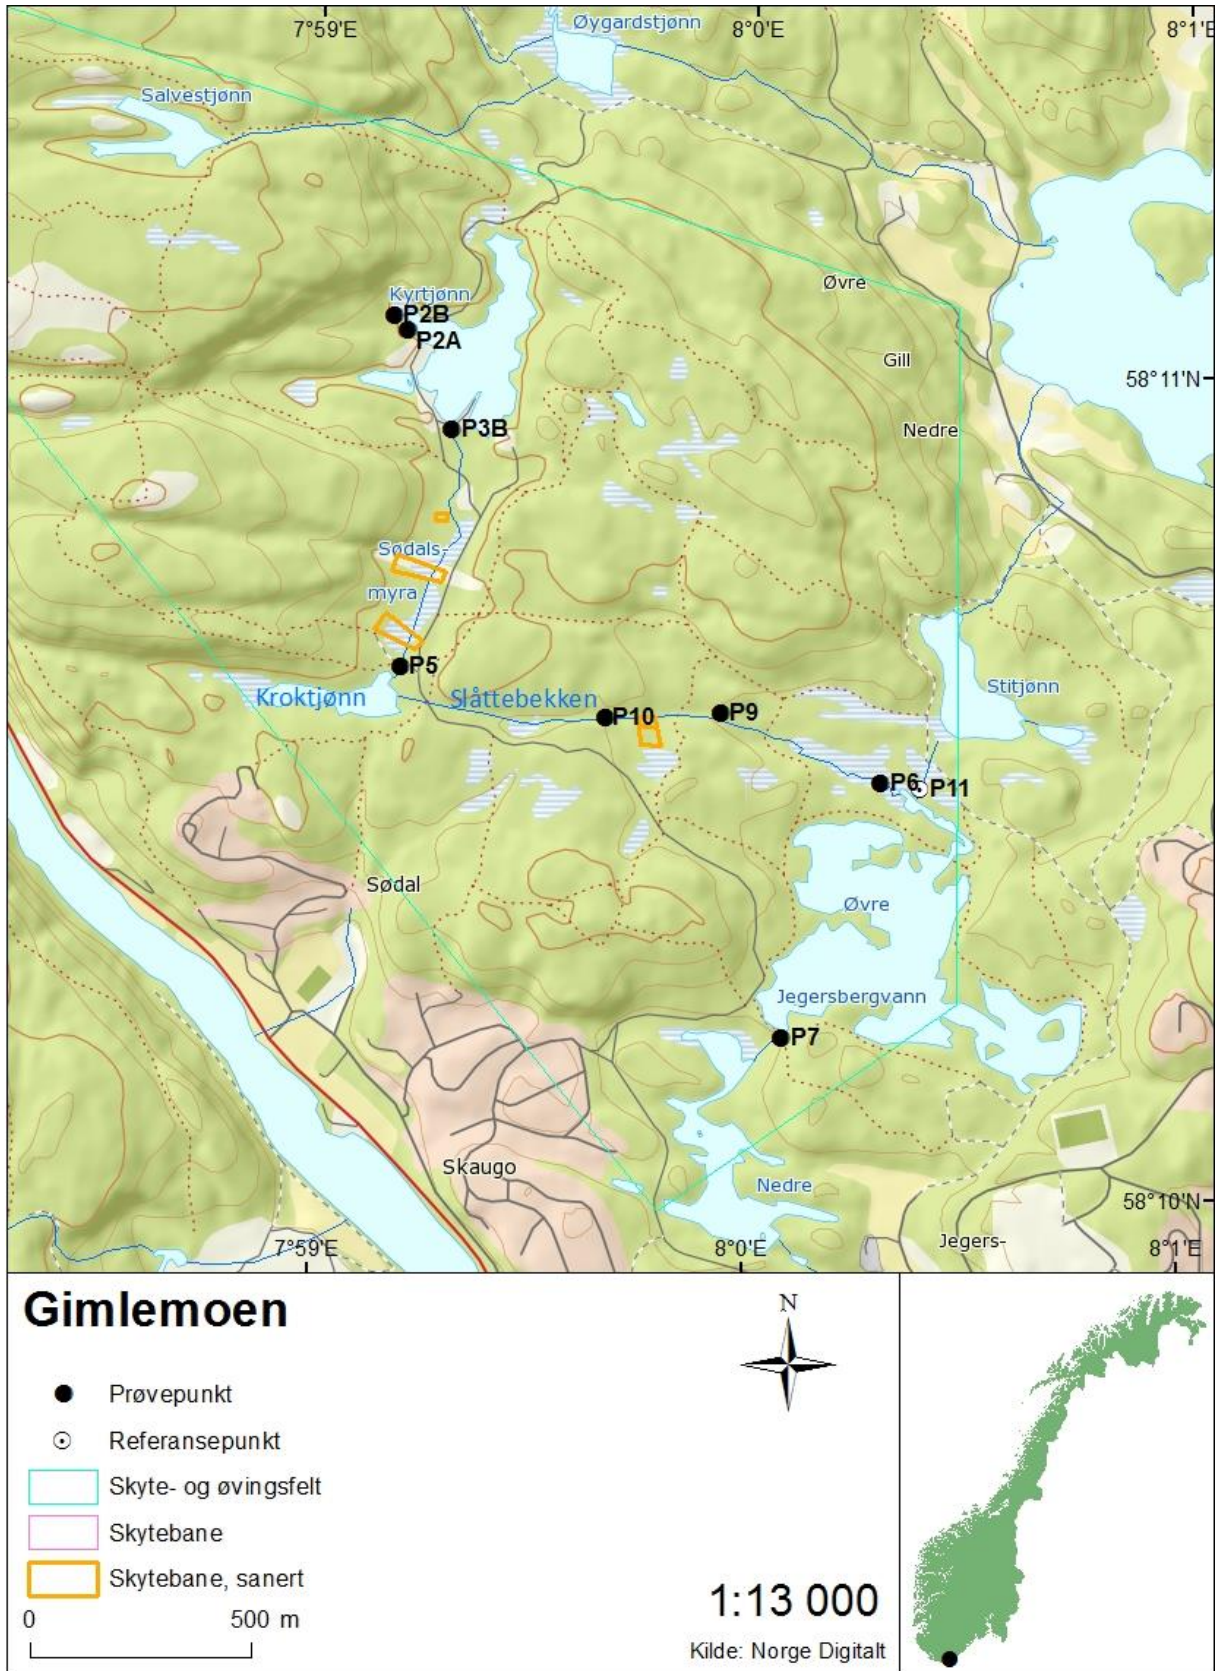 7°59'E
8°0'E
8°1'E
Øygardstjønn
Salvestjønn
Øvre
Kyrtjønn
P2B
P2A
Gill
58°11'N
Nedre
P3B
Sødals-
myra
P5
Kroktjønn
Slåttebekken
Stitjønn
P10
P9
P6
P11
Sødal
Øvre
Jegersbergvann
P7
Skaugo
Nedre
58°10'N
Jegers-
7°59'E
8°0'E
8°1'E
Gimlemoen
N
Prøvepunkt
Referansepunkt
Skyte- og øvingsfelt
Skytebane
Skytebane, sanert
0 500 m
1:13 000
Kilde: Norge Digitalt